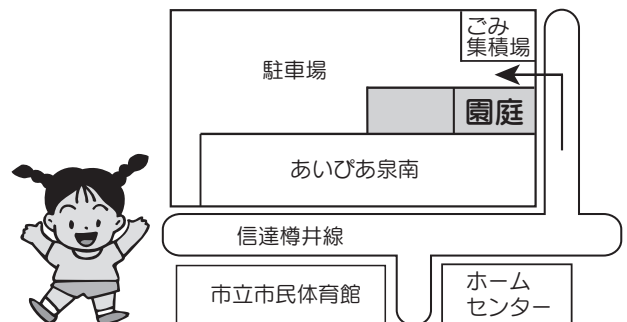 ごみ
集積場
駐車場
園庭
あいぴあ泉南
信達樽井線
市立市民体育館
ホーム
センター